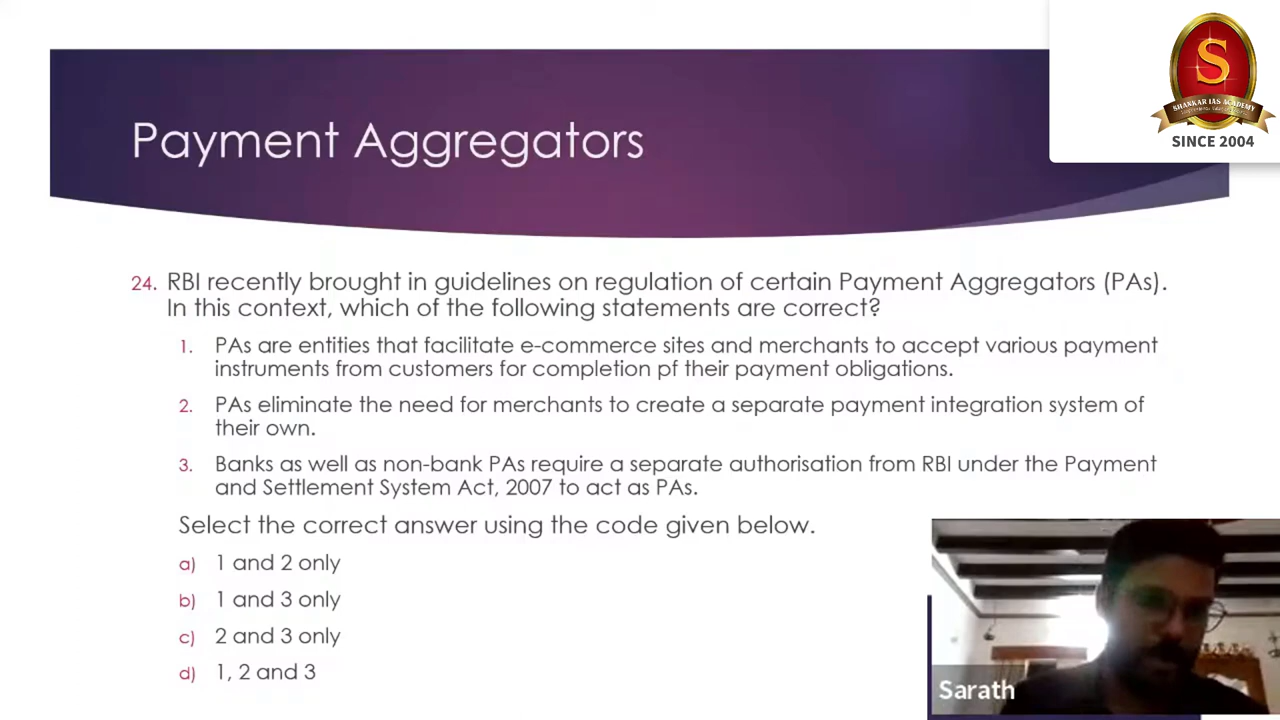 Payment Aggregators
S
SHANKAR IAS ACADEMY
SINCE 2004
24. RBI recently brought in guidelines on regulation of certain Payment Aggregators (PAs).
In this context, which of the following statements are correct?
1. PAs are entities that facilitate e-commerce sites and merchants to accept various payment
instruments from customers for completion pf their payment obligations.
2. PAs eliminate the need for merchants to create a separate payment integration system of
their own.
3. Banks as well as non-bank PAs require a separate authorisation from RBI under the Payment
and Settlement System Act, 2007 to act as PAs.
Select the correct answer using the code given below.
a) 1 and 2 only
b) 1 and 3 only
c) 2 and 3 only
d) 1, 2 and 3
Sarath